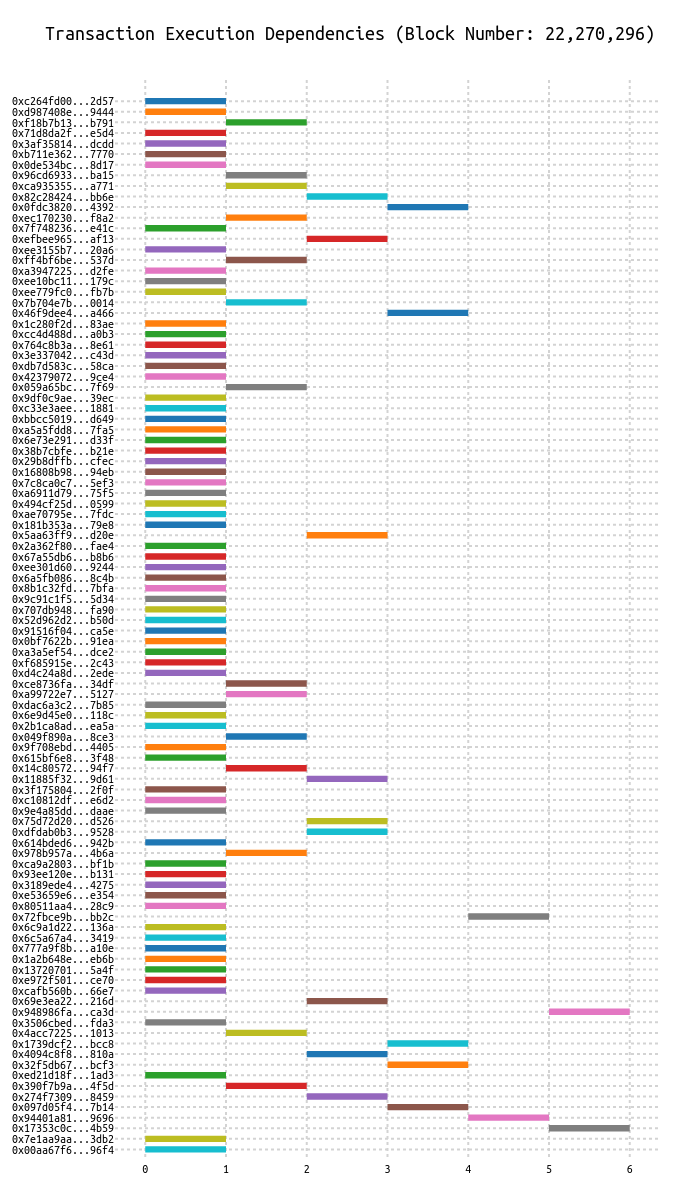 Transaction Execution Dependencies (Block Number: 22,270,296)
0xc264fd00...2d57
0xd987408e...9444
0xf18b7b13...b791
0x71d8da2f...e5d4
0x3af35814...dcdd
0xb711e362...7770
0x0de534bc...8d17
0x96cd6933...ba15
0xca935355...a771
0x82c28424...bb6e
0x0fdc3820...4392
0xec170230...f8a2
0x7f748236...e41c
0xefbee965...af13
0xee3155b7...20a6
0xff4bf6be...537d
0xa3947225...d2fe
0xee10bc11...179c
0xee779fc0...fb7b
0x7b704e7b...0014
0x46f9dee4...a466
0x1c280f2d...83ae
0xcc4d488d...a0b3
0x764c8b3a...8e61
0x3e337042...c43d
0xdb7d583c...58ca
0x42379072...9ce4
0x059a65bc...7f69
0x9df0c9ae...39ec
0xc33e3aee...1881
0xbbcc5019...d649
0xa5a5fdd8...7fa5
0x6e73e291...d33f
0x38b7cbfe...b21e
0x29b8dffb...cfec
0x16808b98...94eb
0x7c8ca0c7...5ef3
0xa6911d79...75f5
0x494cf25d...0599
0xae70795e...7fdc
0x181b353a...79e8
0x5aa63ff9...d20e
0x2a362f80...fae4
0x67a55db6...b8b6
0xee301d60...9244
0x6a5fb086...8c4b
0x8b1c32fd...7bfa
0x9c91c1f5...5d34
0x707db948...fa90
0x52d962d2...b50d
0x91516f04...ca5e
0x0bf7622b...91ea
0xa3a5ef54...dce2
0xf685915e...2c43
0xd4c24a8d...2ede
0xce8736fa...34df
0xa99722e7...5127
0xdac6a3c2...7b85
0x6e9d45e0...118c
0x2b1ca8ad...ea5a
0x049f890a...8ce3
0x9f708ebd...4405
0x615bf6e8...3f48
0x14c80572...94f7
0x11885f32...9d61
0x3f175804...2f0f
0xc10812df...e6d2
0x9e4a85dd...daae
0x75d72d20...d526
0xdfdab0b3...9528
0x614bded6...942b
0x978b957a...4b6a
0xca9a2803...bf1b
0x93ee120e...b131
0x3189ede4...4275
0xe53659e6...e354
0x80511aa4...28c9
0x72fbce9b...bb2c
0x6c9a1d22...136a
0x6c5a67a4...3419
0x777a9f8b...a10e
0x1a2b648e...eb6b
0x13720701...5a4f
0xe972f501...ce70
0xcafb560b...66e7
0x69e3ea22...216d
0x948986fa...ca3d
0x3506cbed...fda3
0x4acc7225...1013
0x1739dcf2...bcc8
0x4094c8f8...810a
0x32f5db67...bcf3
0xed21d18f...1ad3
0x390f7b9a...4f5d
0x274f7309...8459
0x097d05f4...7b14
0x94401a81...9696
0x17353c0c...4b59
0x7e1aa9aa...3db2
0x00aa67f6...96f4
0 1 2 3 4 5 6